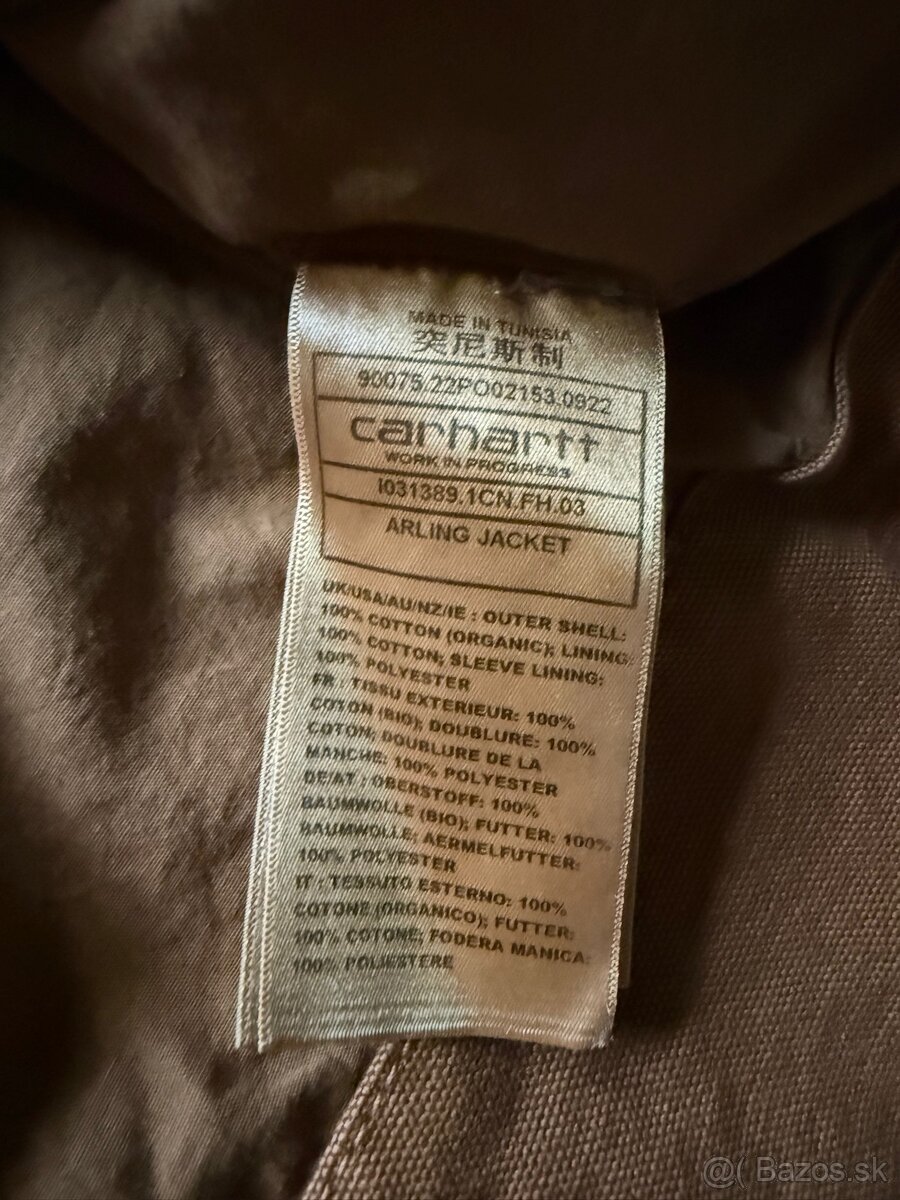 MADE IN TUNISIA
突尼斯制
90075.22PO02153.0922
carhartt
WORK IN PROGRESS
I031389.1CN.FH.03
ARLING JACKET
UK/USA/AU/NZ/IE : OUTER SHELL:
100% COTTON (ORGANIC); LINING:
100% COTTON; SLEEVE LINING:
100% POLYESTER
FR : TISSU EXTERIEUR: 100%
COTON (BIO); DOUBLURE: 100%
COTON; DOUBLURE DE LA
MANCHE: 100% POLYESTER
DE/AT : OBERSTOFF: 100%
BAUMWOLLE (BIO); FUTTER: 100%
BAUMWOLLE; AERMELFUTTER:
100% POLYESTER
IT : TESSUTO ESTERNO: 100%
COTONE (ORGANICO); FUTTER:
100% COTONE; FODERA MANICA:
100% POLIESTERE
@( Bazos.sk